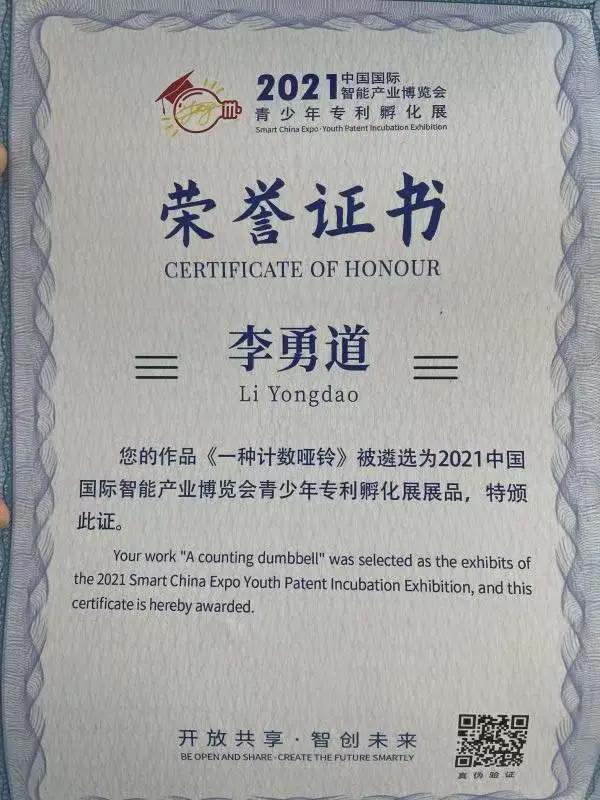 2021 中国国际
智能产业博览会
青少年专利孵化展
Smart China Expo·Youth Patent Incubation Exhibition
荣誉证书
CERTIFICATE OF HONOUR
李勇道
Li Yongdao
您的作品《一种计数哑铃》被遴选为2021中国
国际智能产业博览会青少年专利孵化展展品，特颁
此证。
Your work "A counting dumbbell" was selected as the exhibits of
the 2021 Smart China Expo Youth Patent Incubation Exhibition, and this
certificate is hereby awarded.
开放共享·智创未来
BE OPEN AND SHARE·CREATE THE FUTURE SMARTLY
真伪验证